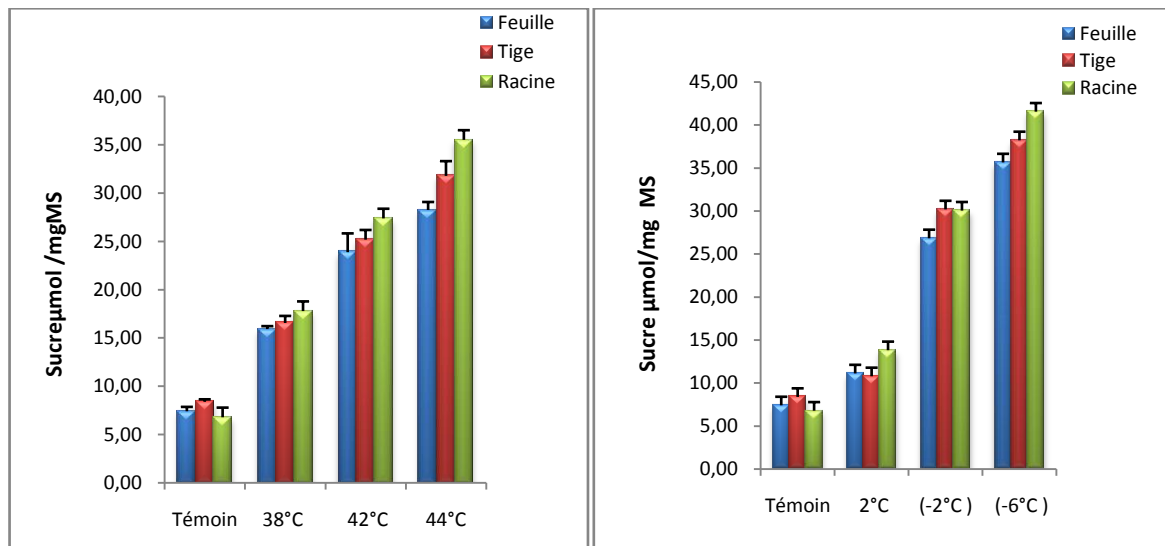 Feuille
Tige
Racine
40,00
35,00
30,00
25,00
20,00
15,00
10,00
5,00
0,00
Sucreµmol /mgMS
Témoin 38°C 42°C 44°C
Feuille
Tige
Racine
45,00
40,00
35,00
30,00
25,00
20,00
15,00
10,00
5,00
0,00
Sucre µmol/mg MS
Témoin 2°C (-2°C ) (-6°C )